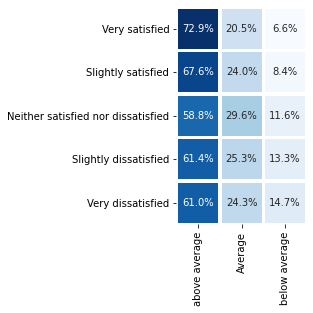 Very satisfied 72.9% 20.5% 6.6%
Slightly satisfied 67.6% 24.0% 8.4%
Neither satisfied nor dissatisfied 58.8% 29.6% 11.6%
Slightly dissatisfied 61.4% 25.3% 13.3%
Very dissatisfied 61.0% 24.3% 14.7%
above average
Average
below average